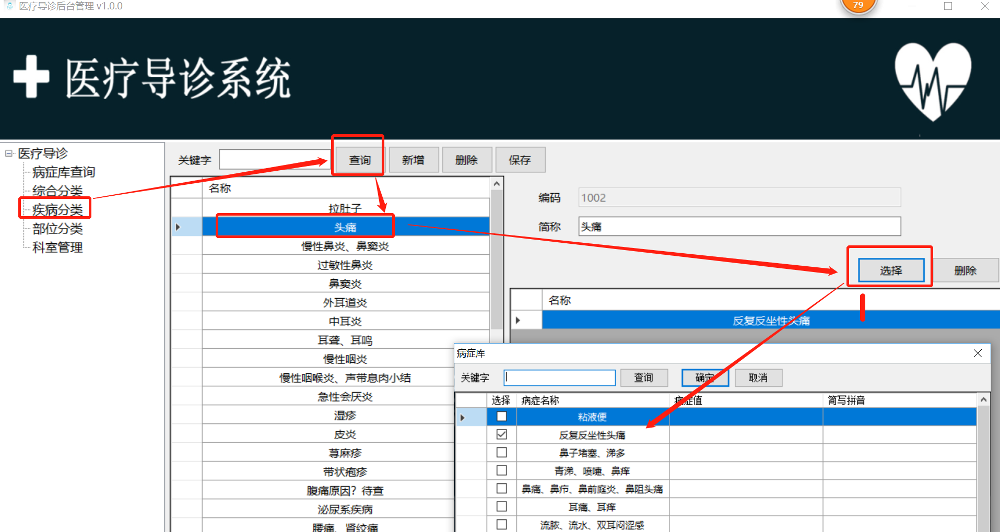 医疗导诊后台管理 v1.0.0
79
医疗导诊系统
医疗导诊
病症库查询
综合分类
疾病分类
部位分类
科室管理
关键字 查询 新增 删除 保存
名称
拉肚子
头痛
慢性鼻炎、鼻窦炎
过敏性鼻炎
鼻窦炎
外耳道炎
中耳炎
耳聋、耳鸣
慢性咽炎
慢性咽喉炎、声带息肉小结
急性会厌炎
湿疹
皮炎
荨麻疹
带状疱疹
腹痛原因？待查
泌尿系疾病
腰痛、肾绞痛
编码 1002
简称 头痛
选择 删除
名称
反复反坐性头痛
病症库
关键字 查询 确定 取消
选择 病症名称 病症值 简写拼音
粘液便
反复反坐性头痛
鼻子堵塞、涕多
青涕、喷嚏、鼻痒
鼻痛、鼻疖、鼻前庭炎、鼻阻头痛
耳痛、耳痒
流脓、流水、双耳闷涩感